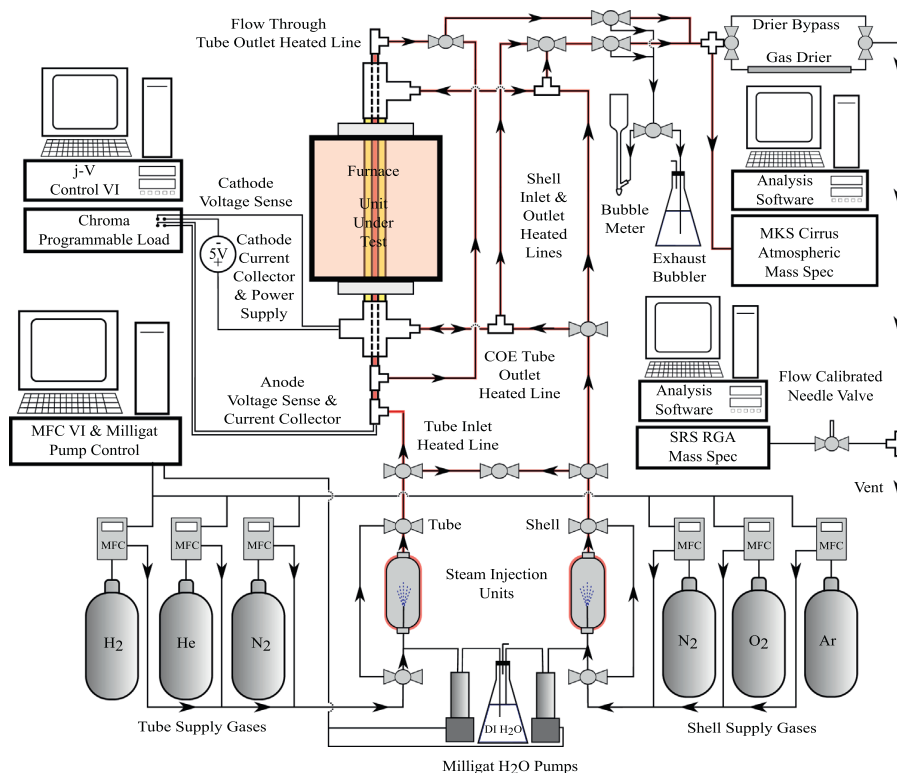 Flow Through
Tube Outlet Heated Line
Drier Bypass
Gas Drier
j-V
Control VI
Chroma
Programmable Load
Cathode
Voltage Sense
-
5V
+
Cathode
Current
Collector
& Power
Supply
Furnace
Unit
Under
Test
Shell
Inlet &
Outlet
Heated
Lines
Bubble
Meter
Exhaust
Bubbler
Analysis
Software
MKS Cirrus
Atmospheric
Mass Spec
COE Tube
Outlet
Heated Line
Anode
Voltage Sense &
Current Collector
MFC VI & Milligat
Pump Control
Tube Inlet
Heated Line
Analysis
Software
SRS RGA
Mass Spec
Flow Calibrated
Needle Valve
Vent
Tube
Shell
MFC
MFC
MFC
MFC
MFC
MFC
Steam Injection
Units
H2
He
N2
N2
O2
Ar
DI H2O
Tube Supply Gases
Shell Supply Gases
Milligat H2O Pumps